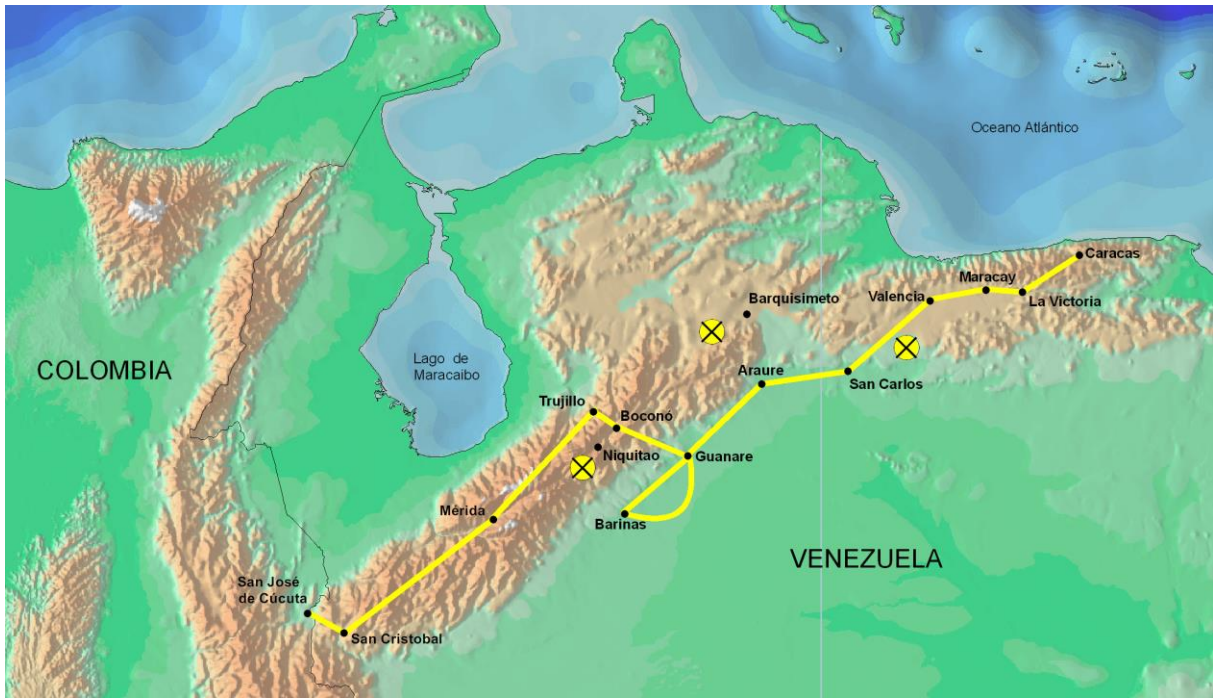 Oceano Atlántico
Caracas
Maracay
Valencia
La Victoria
Barquisimeto
Lago de
Maracaibo
COLOMBIA
Araure
San Carlos
Trujillo
Boconó
Niquitao
Guanare
Mérida
Barinas
VENEZUELA
San José
de Cúcuta
San Cristobal